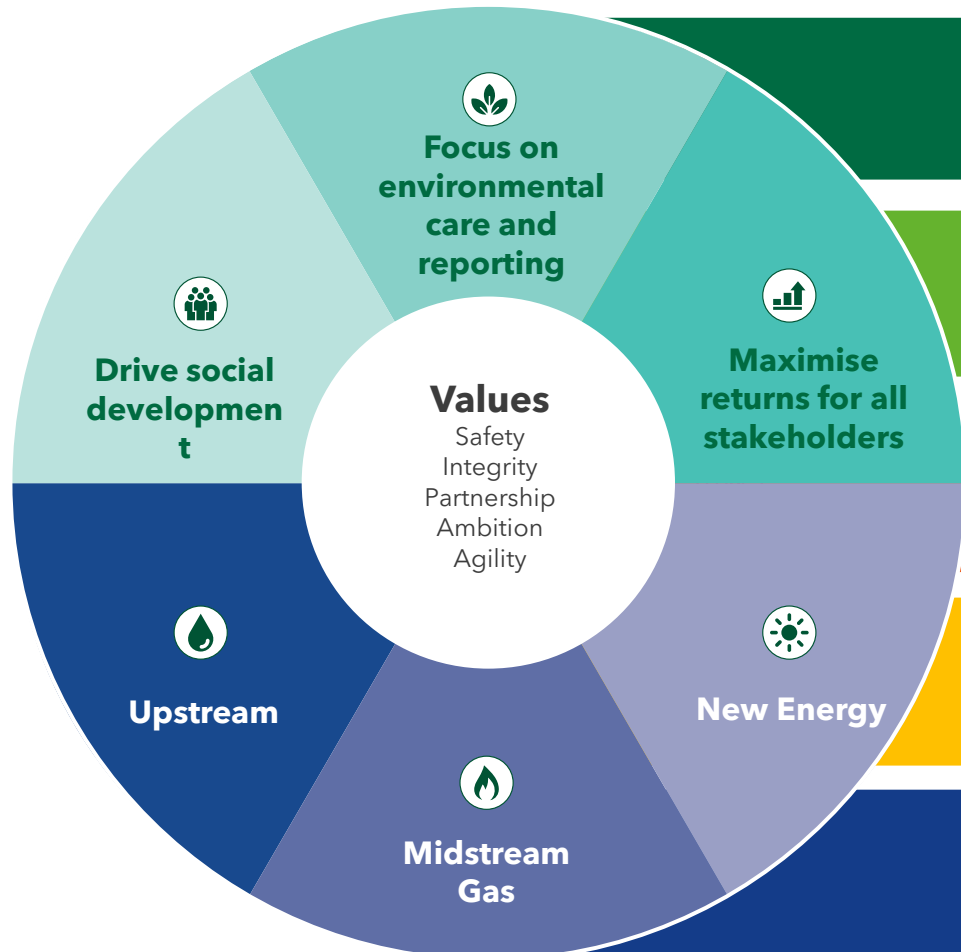 Focus on
environmental
care and
reporting
Maximise
returns for all
stakeholders
Drive social
developmen
t
Values
Safety
Integrity
Partnership
Ambition
Agility
Upstream
New Energy
Midstream
Gas